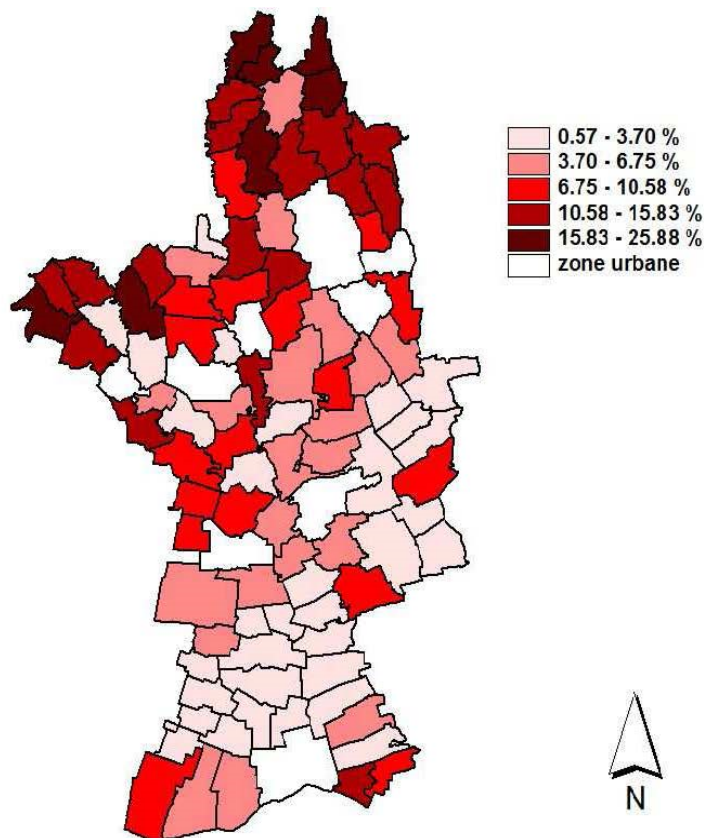 0.57 - 3.70 %
3.70 - 6.75 %
6.75 - 10.58 %
10.58 - 15.83 %
15.83 - 25.88 %
zone urbane
N